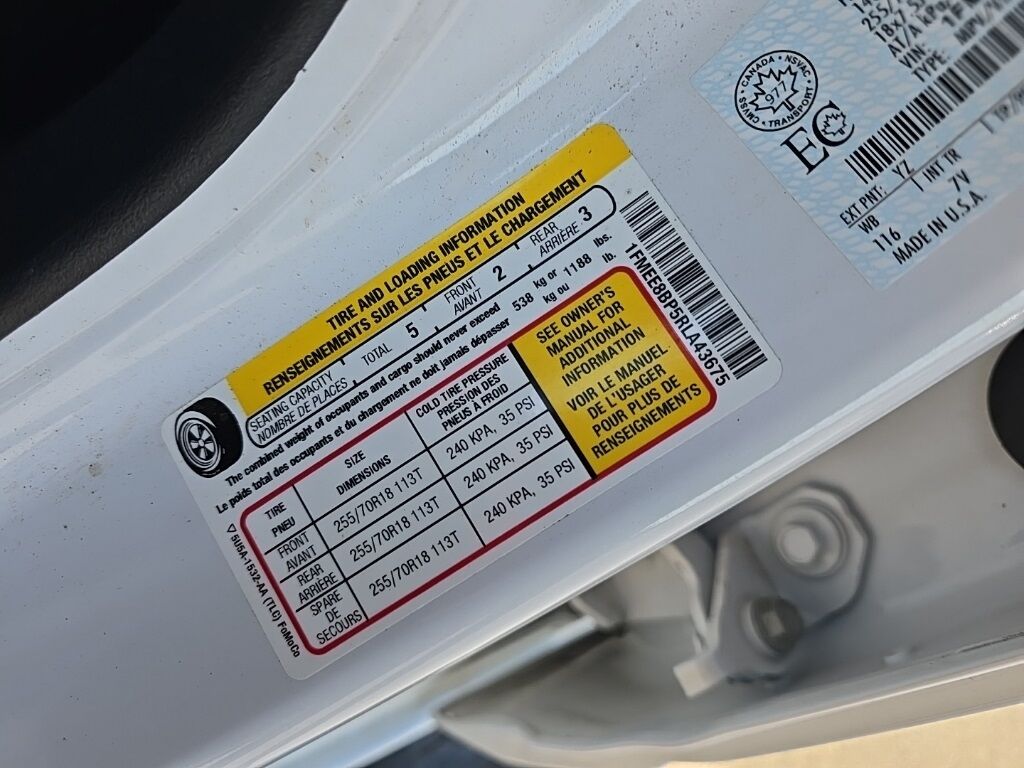 TIRE AND LOADING INFORMATION
RENSEIGNEMENTS SUR LES PNEUS ET LE CHARGEMENT
SEATING CAPACITY
NOMBRE DE PLACES
TOTAL 5
FRONT
AVANT
2
REAR
ARRIÈRE
3
The combined weight of occupants and cargo should never exceed 538 kg or 1188 lbs.
Le poids total des occupants et du chargement ne doit jamais dépasser kg ou lb.
TIRE
PNEU
SIZE
DIMENSIONS
COLD TIRE PRESSURE
PRESSION DES
PNEUS À FROID
FRONT
AVANT
255/70R18 113T
240 KPA, 35 PSI
REAR
ARRIÈRE
255/70R18 113T
240 KPA, 35 PSI
SPARE
DE
SECOURS
255/70R18 113T
240 KPA, 35 PSI
SEE OWNER'S
MANUAL FOR
ADDITIONAL
INFORMATION
VOIR LE MANUEL
DE L'USAGER
POUR PLUS DE
RENSEIGNEMENTS
1FMEE8BP5RLA43675
5U5A-1532-AA (TLC) FoMoCo
CANADA • NSVAC
977
CMVSS • TRANSPORT
EC
VIN:
TYPE:
EXT PNT: YZ
WB
INT TR
116
7V
MADE IN U.S.A.